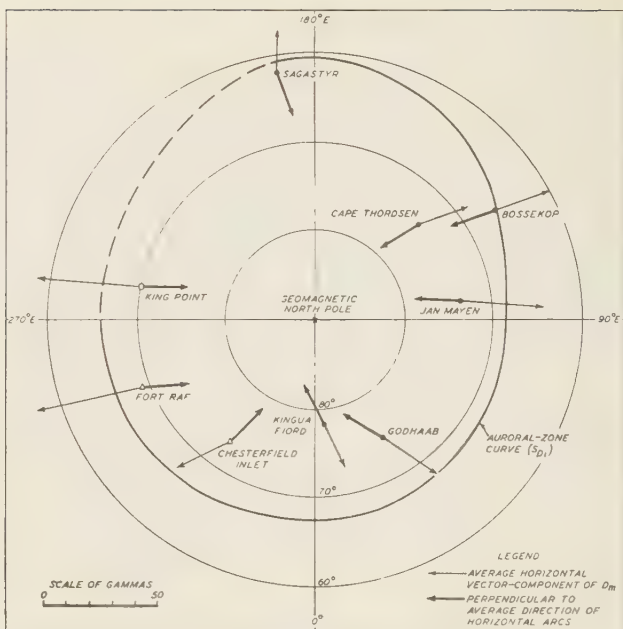 180°E
SAGASTYR
CAPE THORDSEN
BOSSEKOP
KING POINT
GEOMAGNETIC
NORTH POLE
JAN MAYEN
270°E
90°E
FORT RAE
80°
KINGUA
FIORD
GODHAAB
CHESTERFIELD
INLET
AURORAL-ZONE
CURVE (S_D₁)
70°
LEGEND
SCALE OF GAMMAS
0 50
AVERAGE HORIZONTAL
VECTOR-COMPONENT OF D_m
PERPENDICULAR TO
AVERAGE DIRECTION OF
HORIZONTAL ARCS
60°
0°